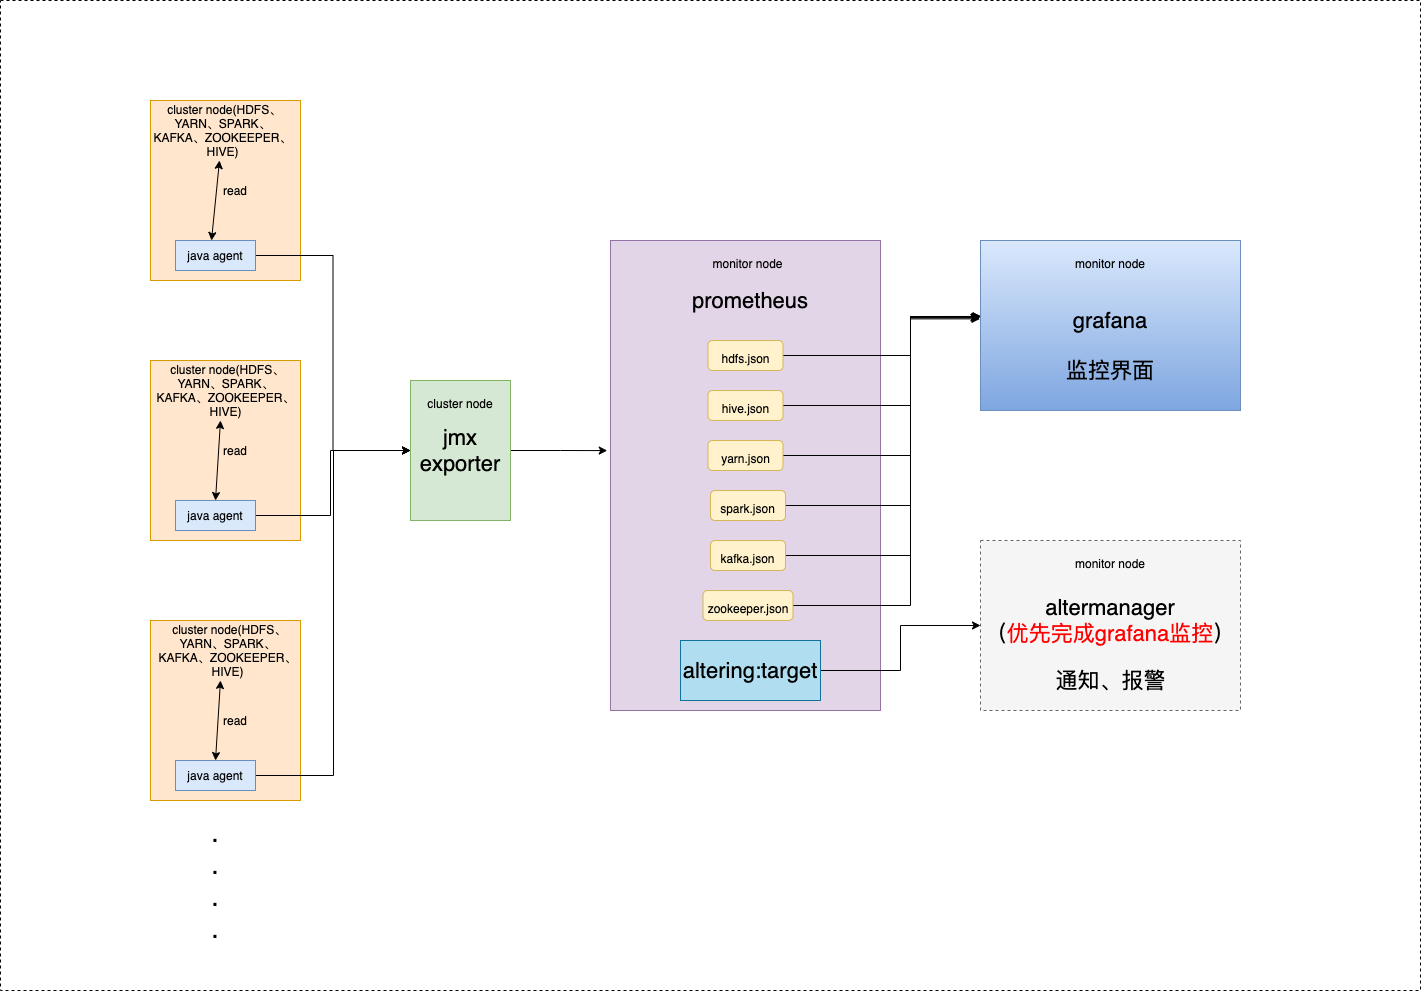 cluster node(HDFS、
YARN、SPARK、
KAFKA、ZOOKEEPER、
HIVE)
read
java agent
cluster node(HDFS、
YARN、SPARK、
KAFKA、ZOOKEEPER、
HIVE)
read
java agent
cluster node(HDFS、
YARN、SPARK、
KAFKA、ZOOKEEPER、
HIVE)
read
java agent
cluster node
jmx
exporter
monitor node
prometheus
hdfs.json
hive.json
yarn.json
spark.json
kafka.json
zookeeper.json
altering:target
monitor node
grafana
监控界面
monitor node
altermanager
（优先完成grafana监控）
通知、报警